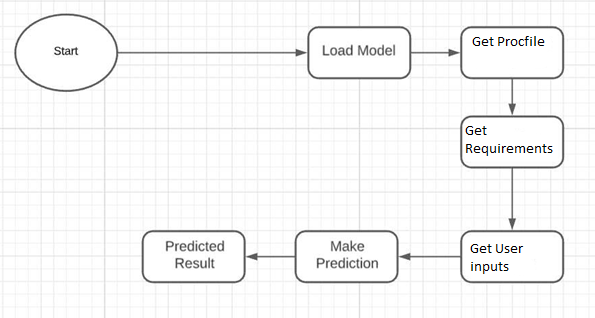 Start
Load Model
Get Procfile
Get
Requirements
Get User
inputs
Make
Prediction
Predicted
Result